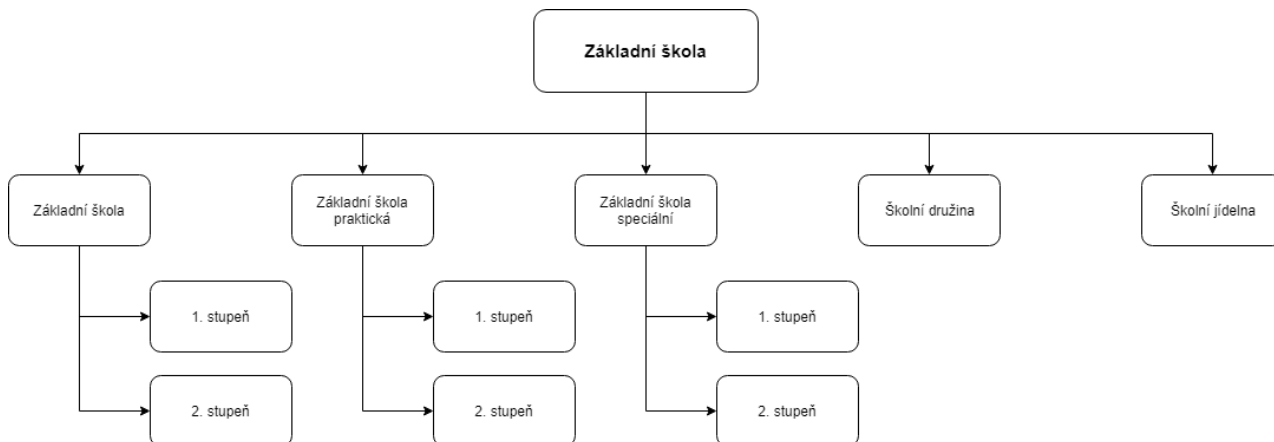 Základní škola
Základní škola
Základní škola
praktická
Základní škola
speciální
Školní družina
Školní jídelna
1. stupeň
1. stupeň
1. stupeň
2. stupeň
2. stupeň
2. stupeň